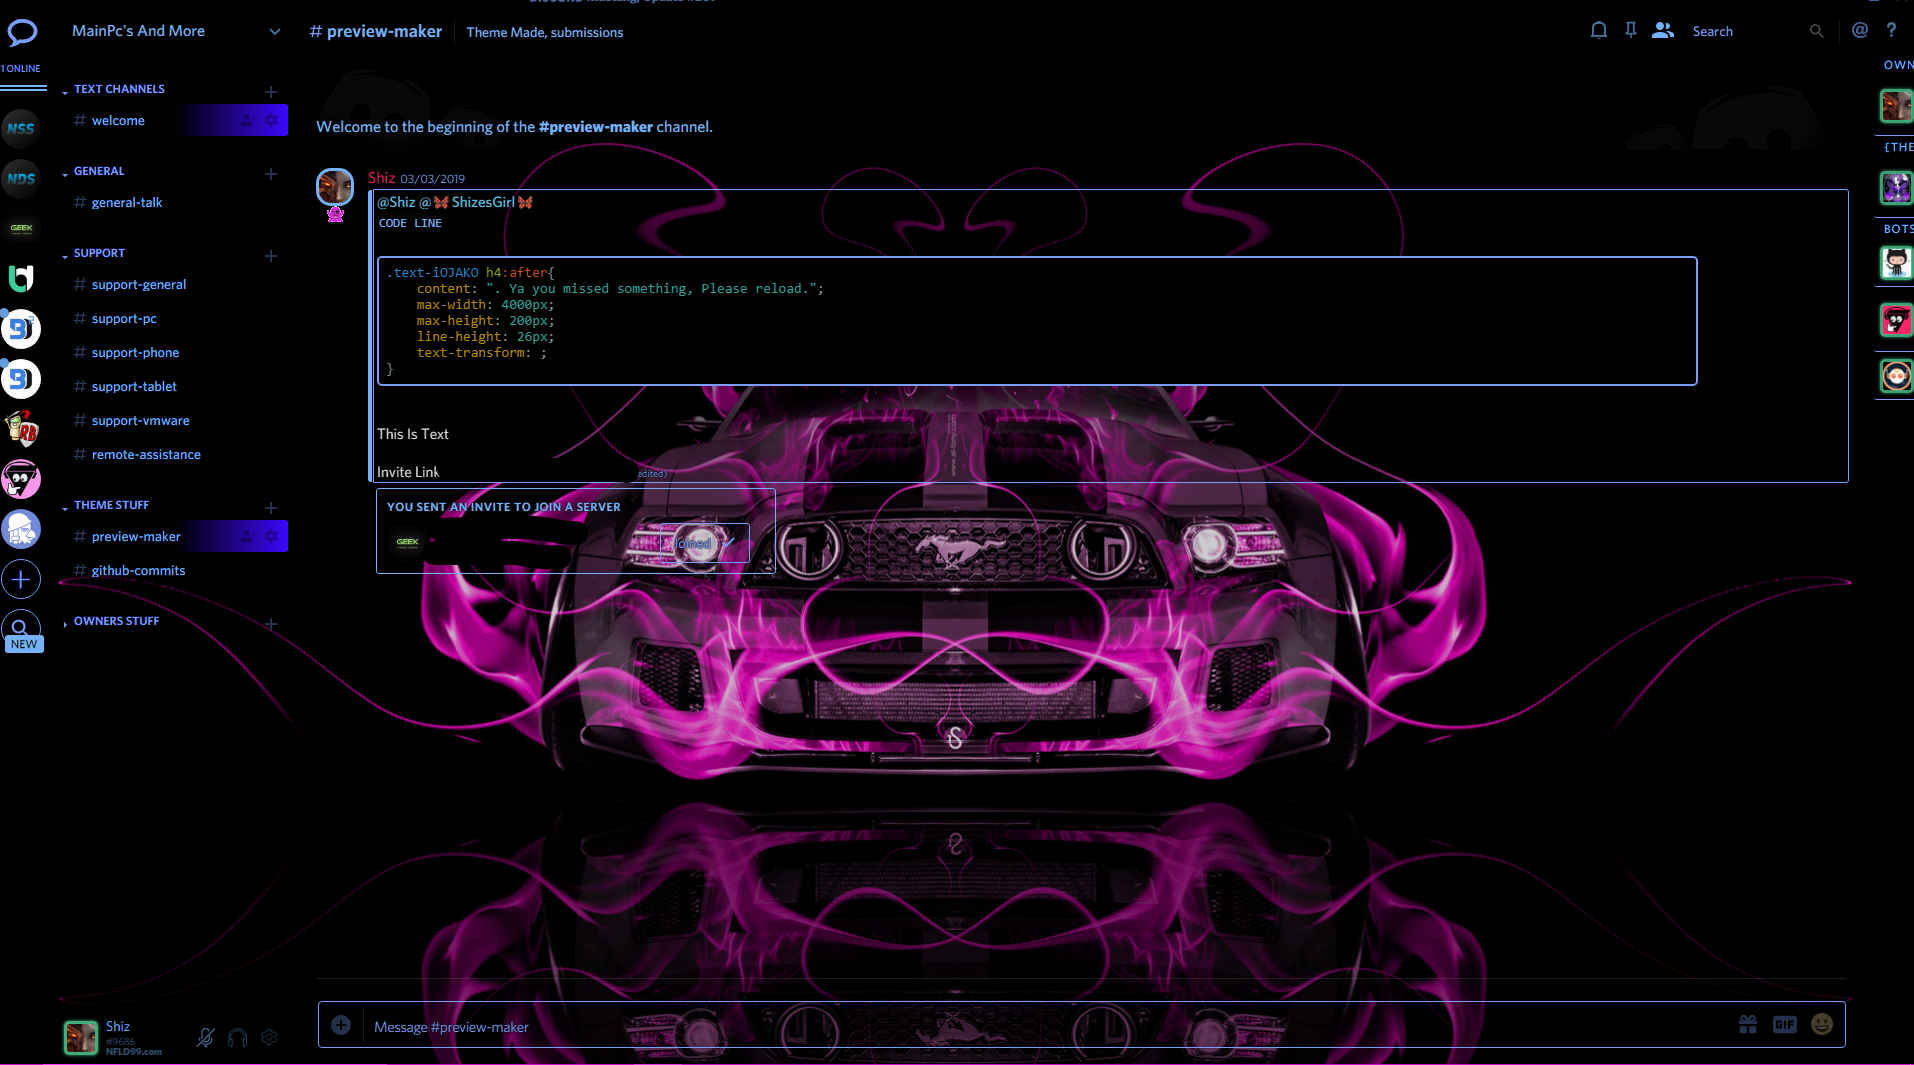 MainPc's And More
# preview-maker
Theme Made, submissions
Search
@
?
1 ONLINE
NSS
NDS
GEEK
NEW
TEXT CHANNELS
# welcome
GENERAL
# general-talk
SUPPORT
# support-general
# support-pc
# support-phone
# support-tablet
# support-vmware
# remote-assistance
THEME STUFF
# preview-maker
# github-commits
OWNERS STUFF
Shiz
#9686
NFLD99.com
Welcome to the beginning of the #preview-maker channel.
Shiz 03/03/2019
@Shiz @🦋 ShizesGirl 🦋
CODE LINE
.text-iOJAKO h4:after{
content: ". Ya you missed something, Please reload.";
max-width: 4000px;
max-height: 200px;
line-height: 26px;
text-transform: ;
}
This Is Text
Invite Link
edited)
YOU SENT AN INVITE TO JOIN A SERVER
GEEK
Joined
www.el-tony.com
Message #preview-maker
GIF
OWN
{THE
BOTS